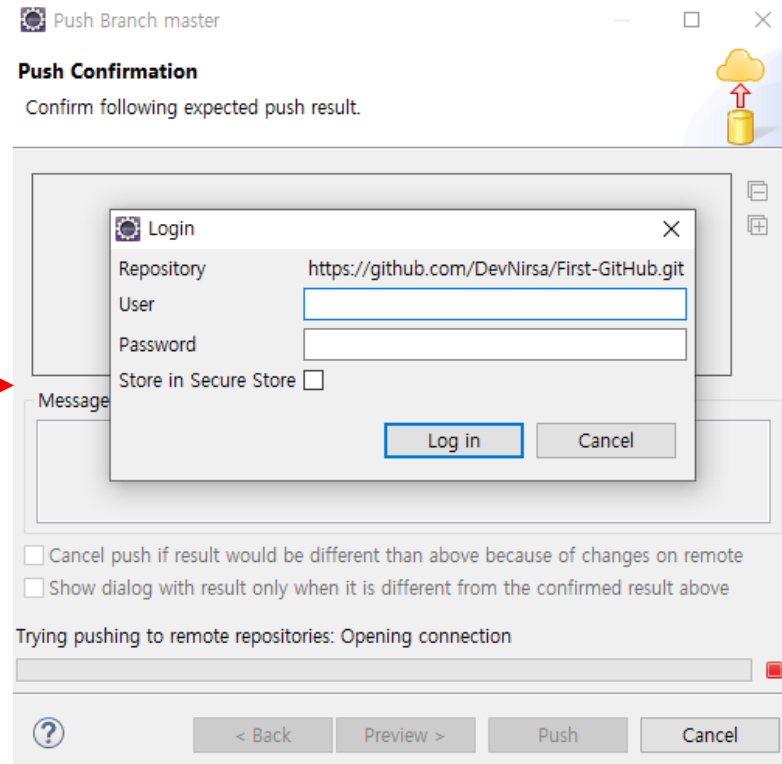 Push Branch master
Push Confirmation
Confirm following expected push result.
Login
Repository https://github.com/DevNirsa/First-GitHub.git
User
Password
Store in Secure Store
Message
Log in Cancel
Cancel push if result would be different than above because of changes on remote
Show dialog with result only when it is different from the confirmed result above
Trying pushing to remote repositories: Opening connection
< Back Preview > Push Cancel